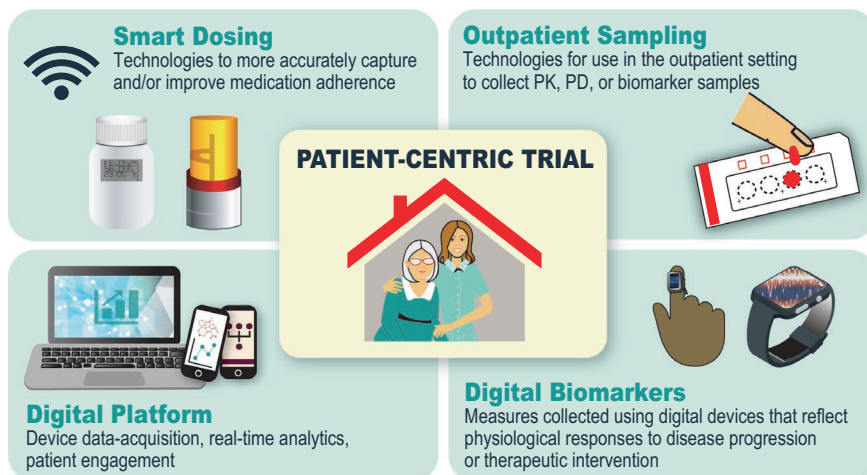 Smart Dosing
Technologies to more accurately capture
and/or improve medication adherence
Outpatient Sampling
Technologies for use in the outpatient setting
to collect PK, PD, or biomarker samples
PATIENT-CENTRIC TRIAL
Digital Platform
Device data-acquisition, real-time analytics,
patient engagement
Digital Biomarkers
Measures collected using digital devices that reflect
physiological responses to disease progression
or therapeutic intervention